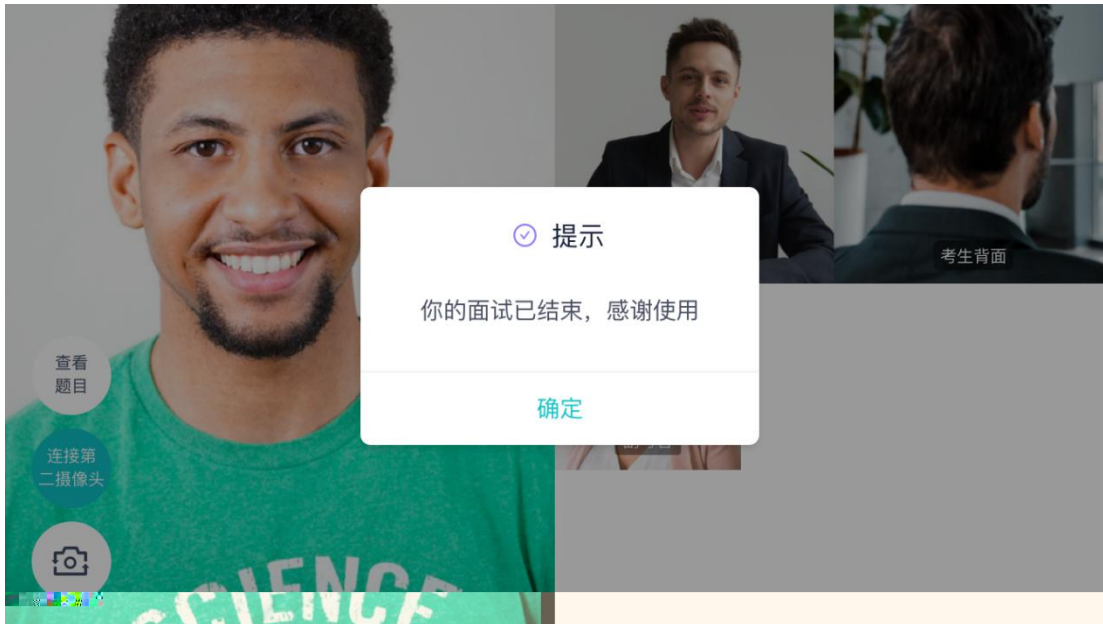 提示
你的面试已结束，感谢使用
确定
考生背面
查看
题目
连接第
二摄像头
SCIENCE